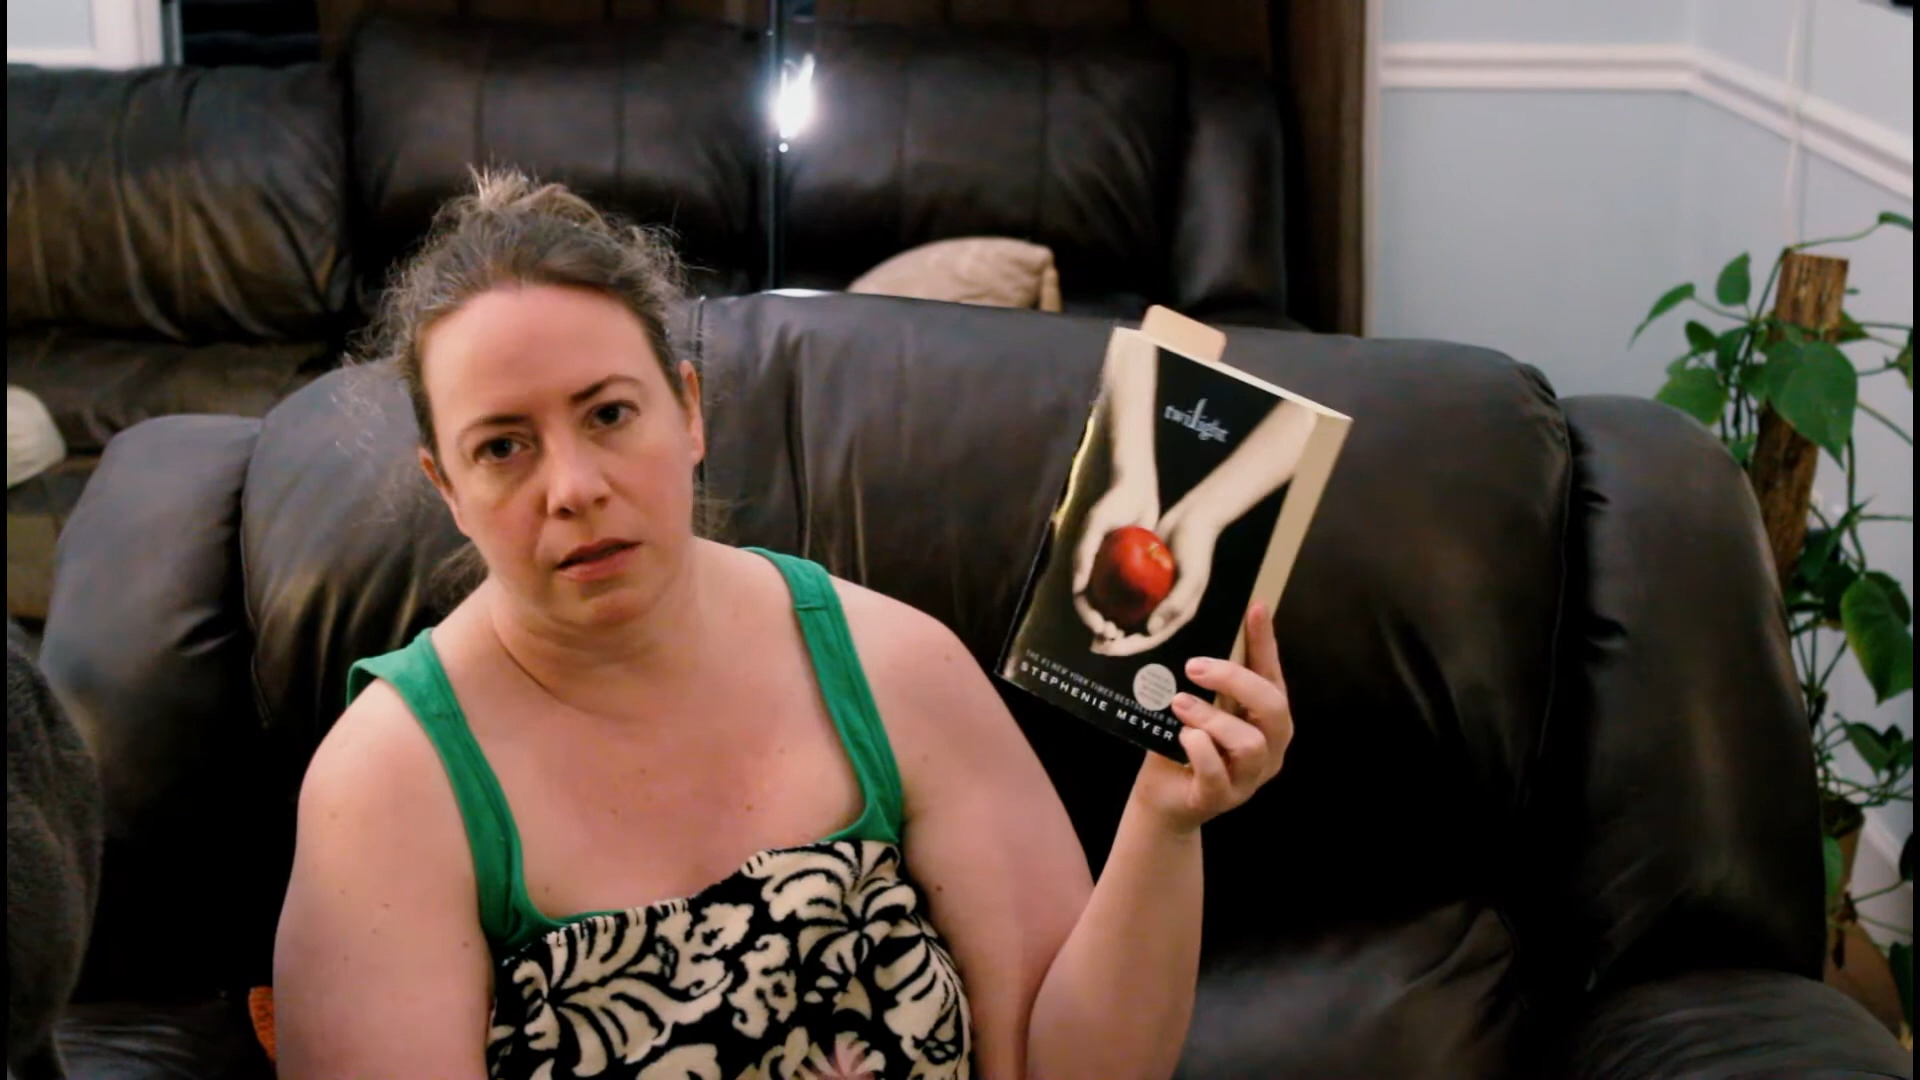 twilight
THE #1 NEW YORK TIMES BESTSELLER BY
STEPHENIE MEYER